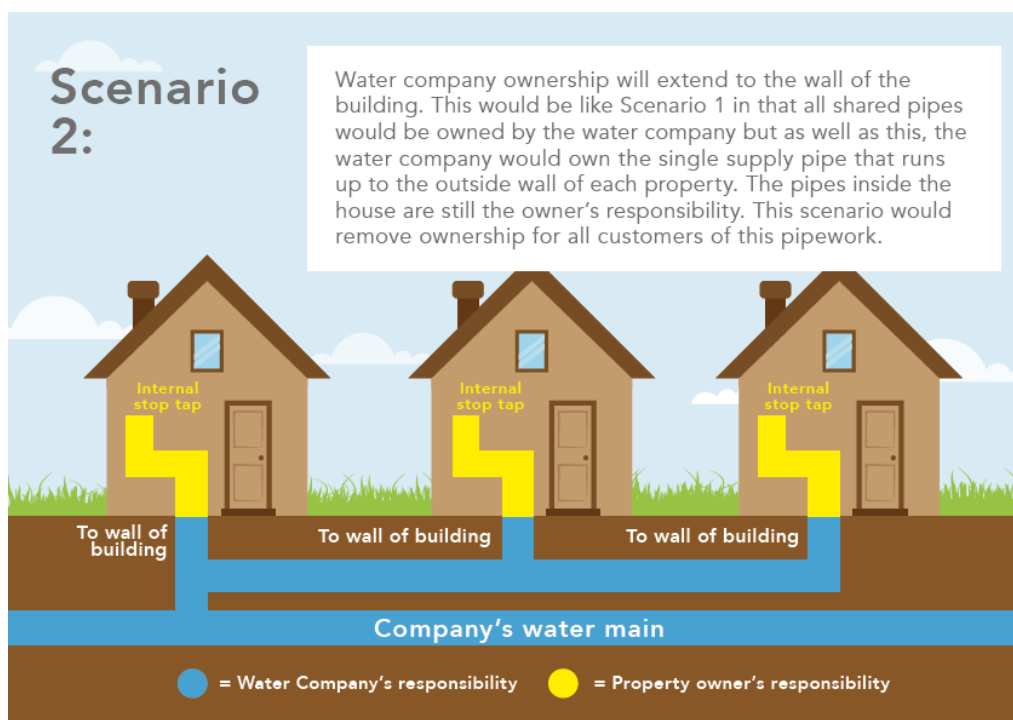 Scenario
2:
Water company ownership will extend to the wall of the
building. This would be like Scenario 1 in that all shared pipes
would be owned by the water company but as well as this, the
water company would own the single supply pipe that runs
up to the outside wall of each property. The pipes inside the
house are still the owner’s responsibility. This scenario would
remove ownership for all customers of this pipework.
Internal
stop tap
Internal
stop tap
Internal
stop tap
To wall of
building
To wall of building
To wall of building
Company’s water main
= Water Company’s responsibility
= Property owner’s responsibility